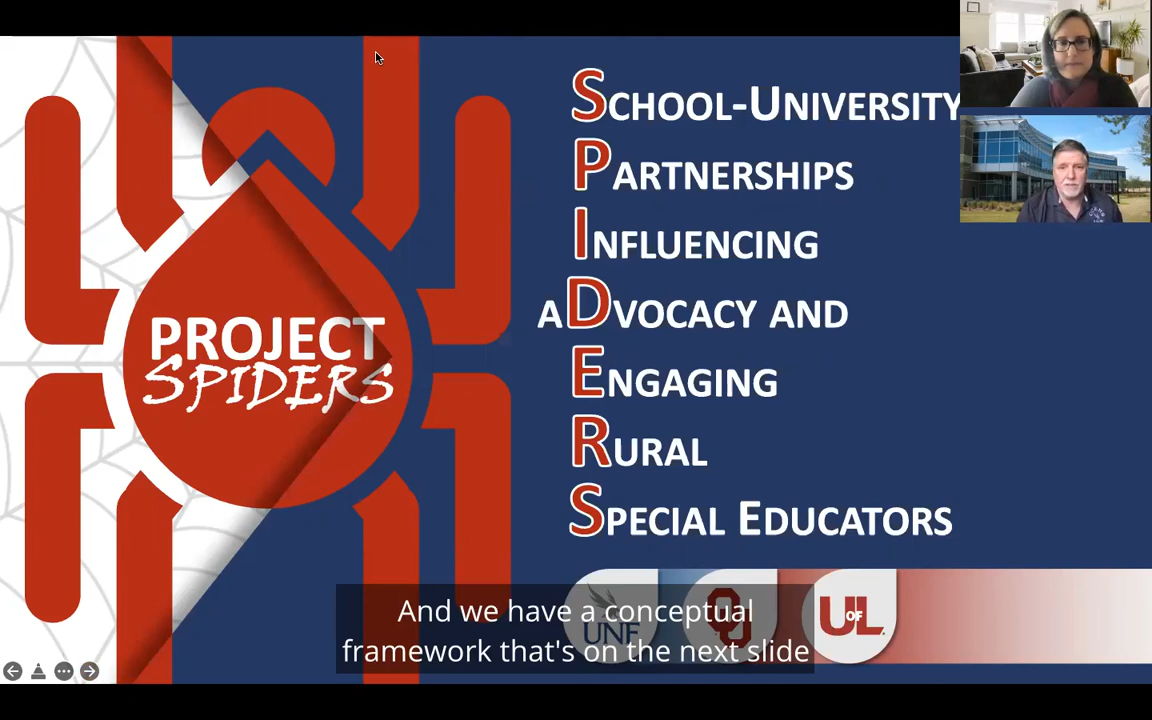 SCHOOL-UNIVERSITY
PARTNERSHIPS
INFLUENCING
ADVOCACY AND
ENGAGING
RURAL
SPECIAL EDUCATORS
PROJECT
SPIDERS
UNF
UofL
And we have a conceptual
framework that's on the next slide